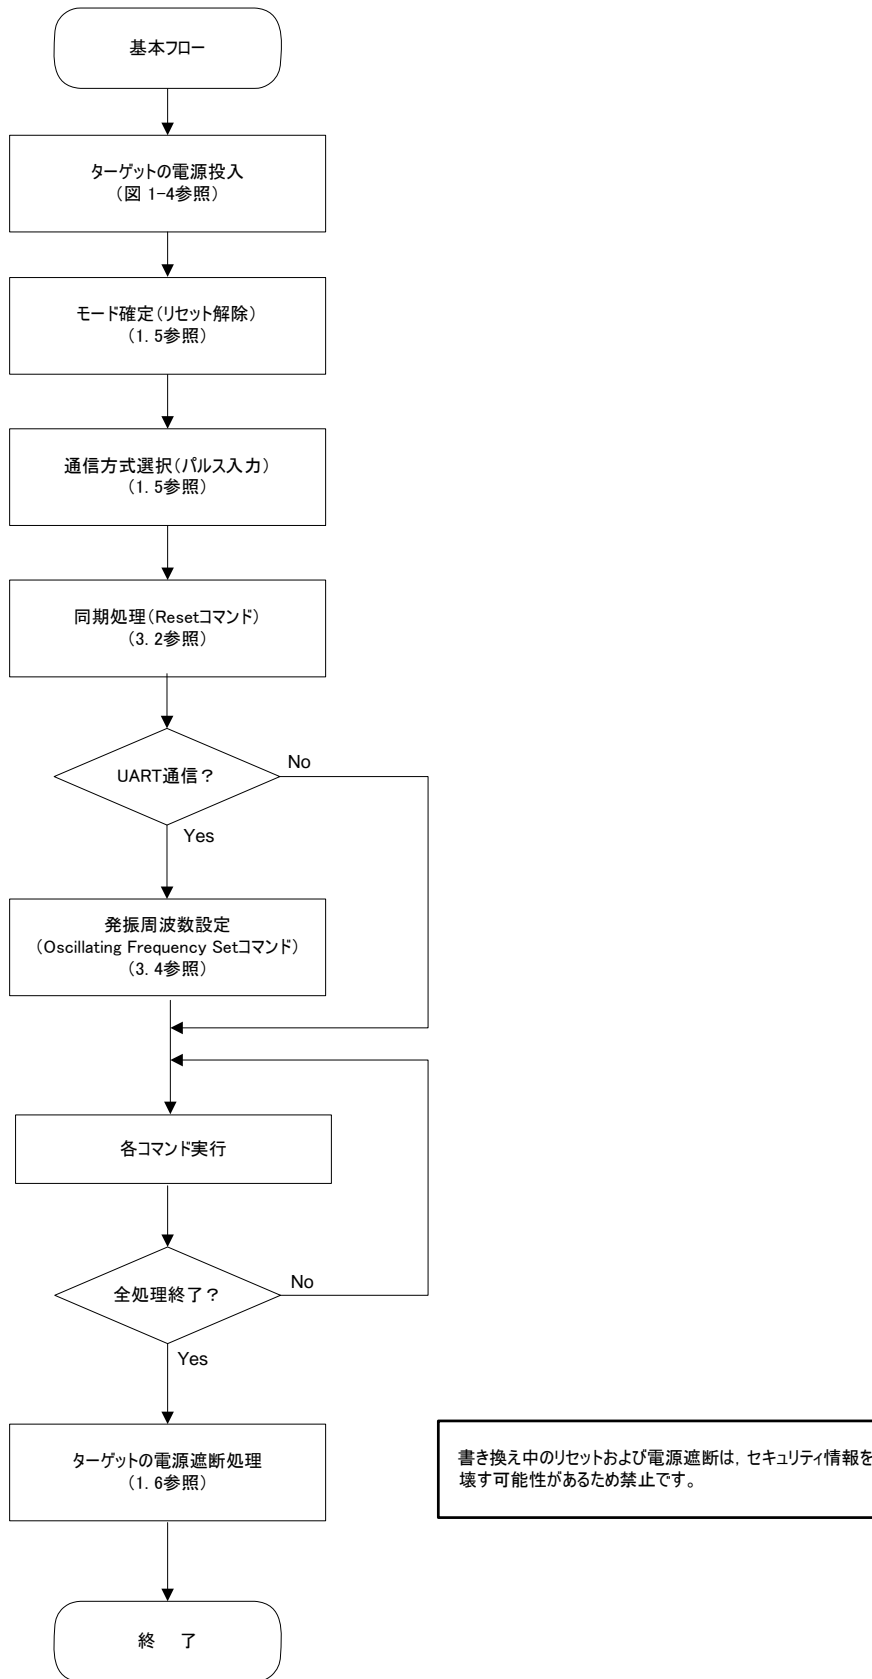 基本フロー
ターゲットの電源投入
（図 1-4参照）
モード確定（リセット解除）
（1. 5参照）
通信方式選択（パルス入力）
（1. 5参照）
同期処理（Resetコマンド）
（3. 2参照）
UART通信？
No
Yes
発振周波数設定
（Oscillating Frequency Setコマンド）
（3. 4参照）
各コマンド実行
全処理終了？
No
Yes
ターゲットの電源遮断処理
（1. 6参照）
書き換え中のリセットおよび電源遮断は，セキュリティ情報を
壊す可能性があるため禁止です。
終　了